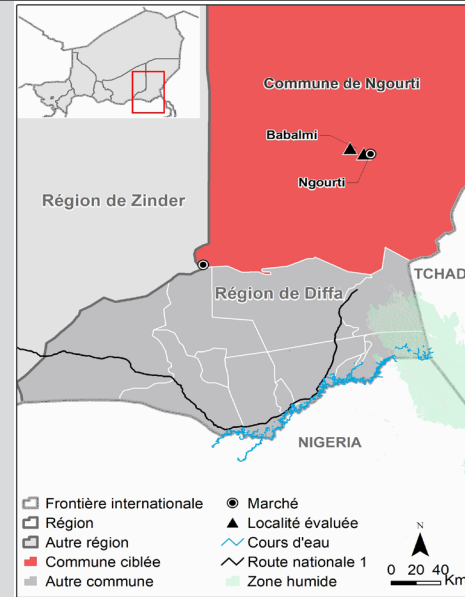 Commune de Ngourti
Babalmi
Ngourti
Région de Zinder
TCHAD
Région de Diffa
NIGERIA
Frontière internationale
Région
Autre région
Commune ciblée
Autre commune
Marché
Localité évaluée
Cours d'eau
Route nationale 1
Zone humide
N
0 20 40
Km